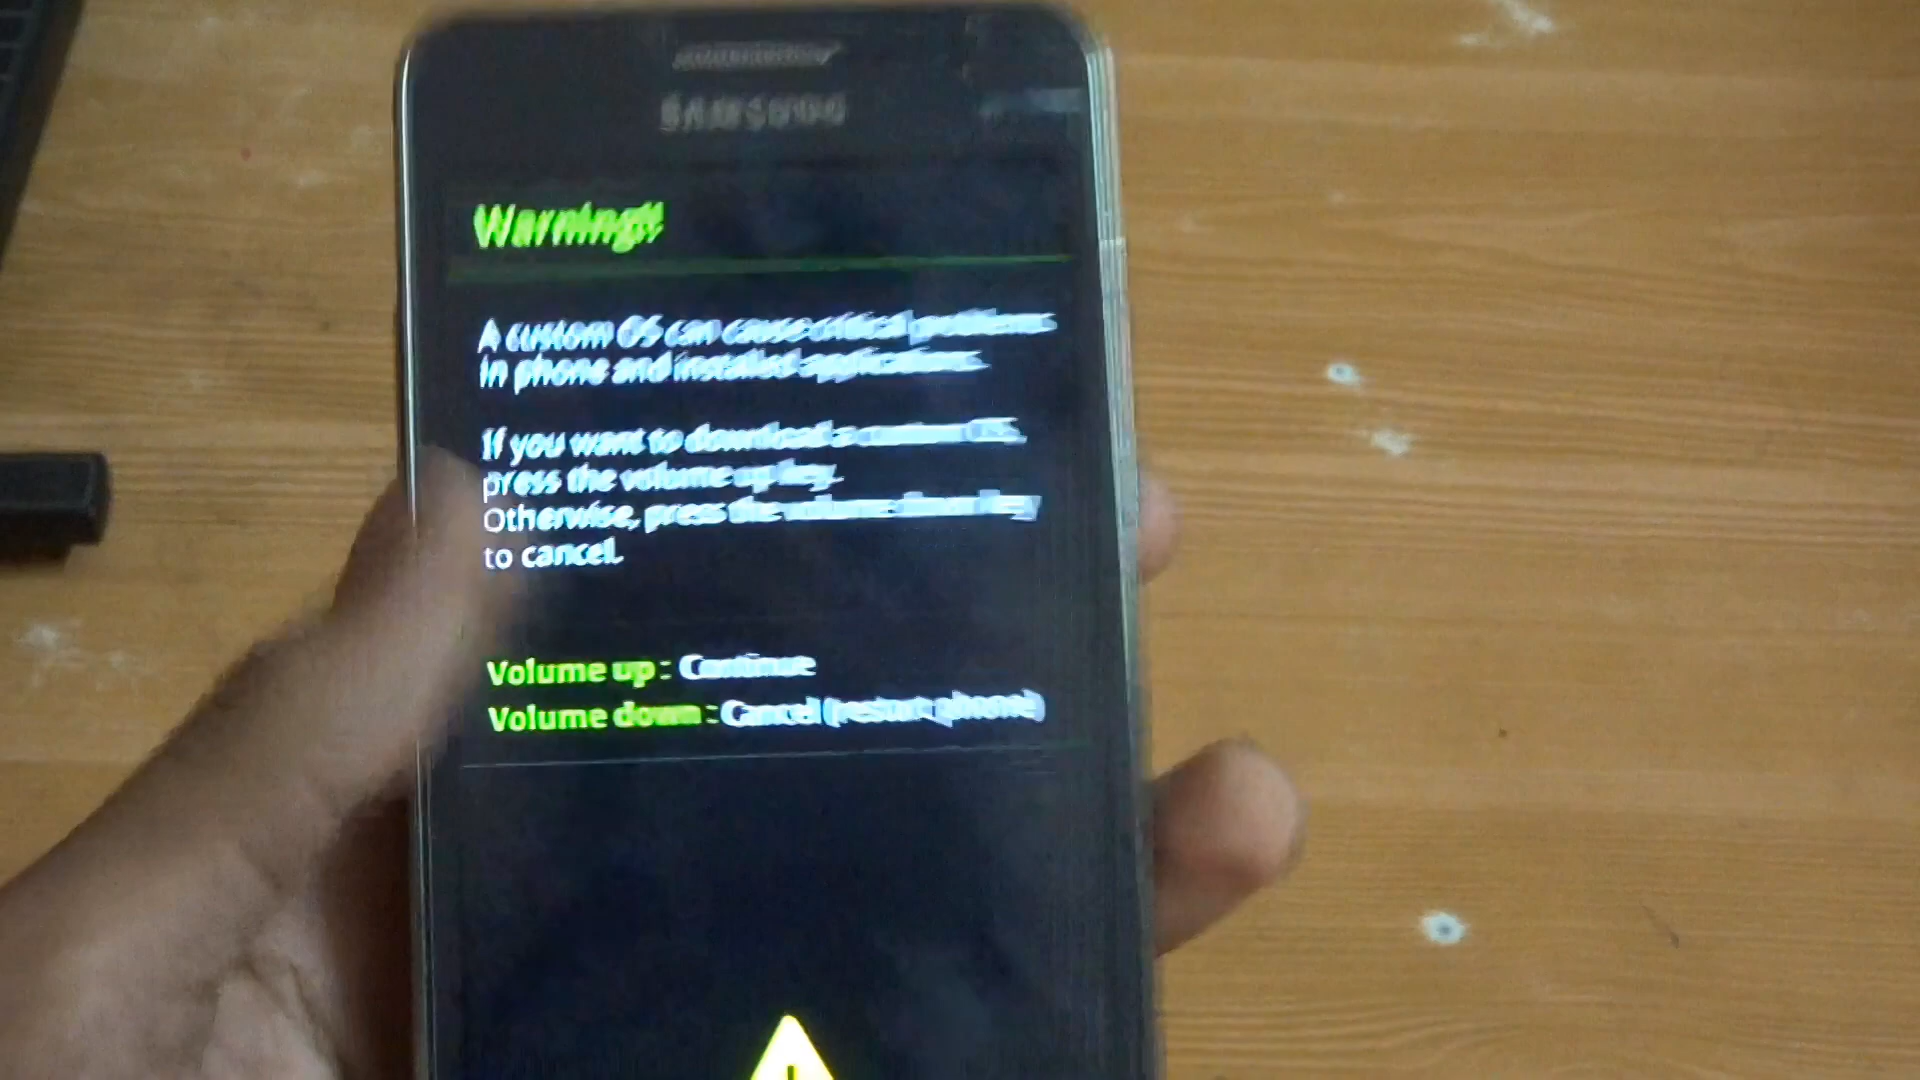 SAMSUNG
Warning!!
A custom OS can cause critical problems
in phone and installed applications.
If you want to download a custom OS,
press the volume up key.
Otherwise, press the volume down key
to cancel.
Volume up : Continue
Volume down : Cancel (restart phone)